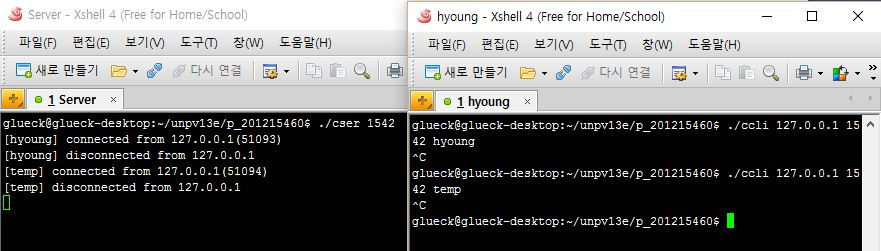 Server - Xshell 4 (Free for Home/School)
파일(F) 편집(E) 보기(V) 도구(T) 창(W) 도움말(H)
새로 만들기 다시 연결
1 Server ×
glueck@glueck-desktop:~/unpv13e/p_201215460$ ./cser 1542
[hyoung] connected from 127.0.0.1(51093)
[hyoung] disconnected from 127.0.0.1
[temp] connected from 127.0.0.1(51094)
[temp] disconnected from 127.0.0.1
hyoung - Xshell 4 (Free for Home/School)
파일(F) 편집(E) 보기(V) 도구(T) 창(W) 도움말(H)
새로 만들기 다시 연결
1 hyoung ×
glueck@glueck-desktop:~/unpv13e/p_201215460$ ./ccli 127.0.0.1 15
42 hyoung
^C
glueck@glueck-desktop:~/unpv13e/p_201215460$ ./ccli 127.0.0.1 15
42 temp
^C
glueck@glueck-desktop:~/unpv13e/p_201215460$